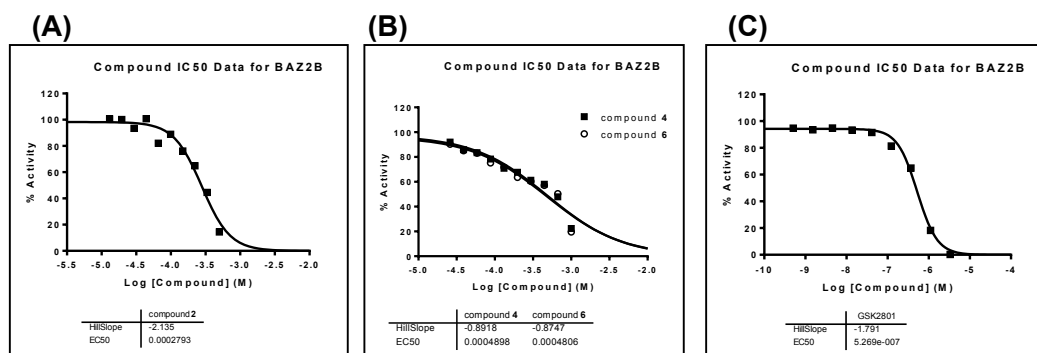 (A)
Compound IC50 Data for BAZ2B
% Activity
120
100
80
60
40
20
0
-5.5 -5.0 -4.5 -4.0 -3.5 -3.0 -2.5 -2.0
Log [Compound] (M)
compound 2
HillSlope -2.135
EC50 0.0002793
(B)
Compound IC50 Data for BAZ2B
compound 4
compound 6
% Activity
120
100
80
60
40
20
0
-5.0 -4.5 -4.0 -3.5 -3.0 -2.5 -2.0
Log [Compound] (M)
compound 4 compound 6
HillSlope -0.8918 -0.8747
EC50 0.0004898 0.0004806
(C)
Compound IC50 Data for BAZ2B
% Activity
120
100
80
60
40
20
0
-10 -9 -8 -7 -6 -5 -4
Log [Compound] (M)
GSK2801
HillSlope -1.791
EC50 5.269e-007